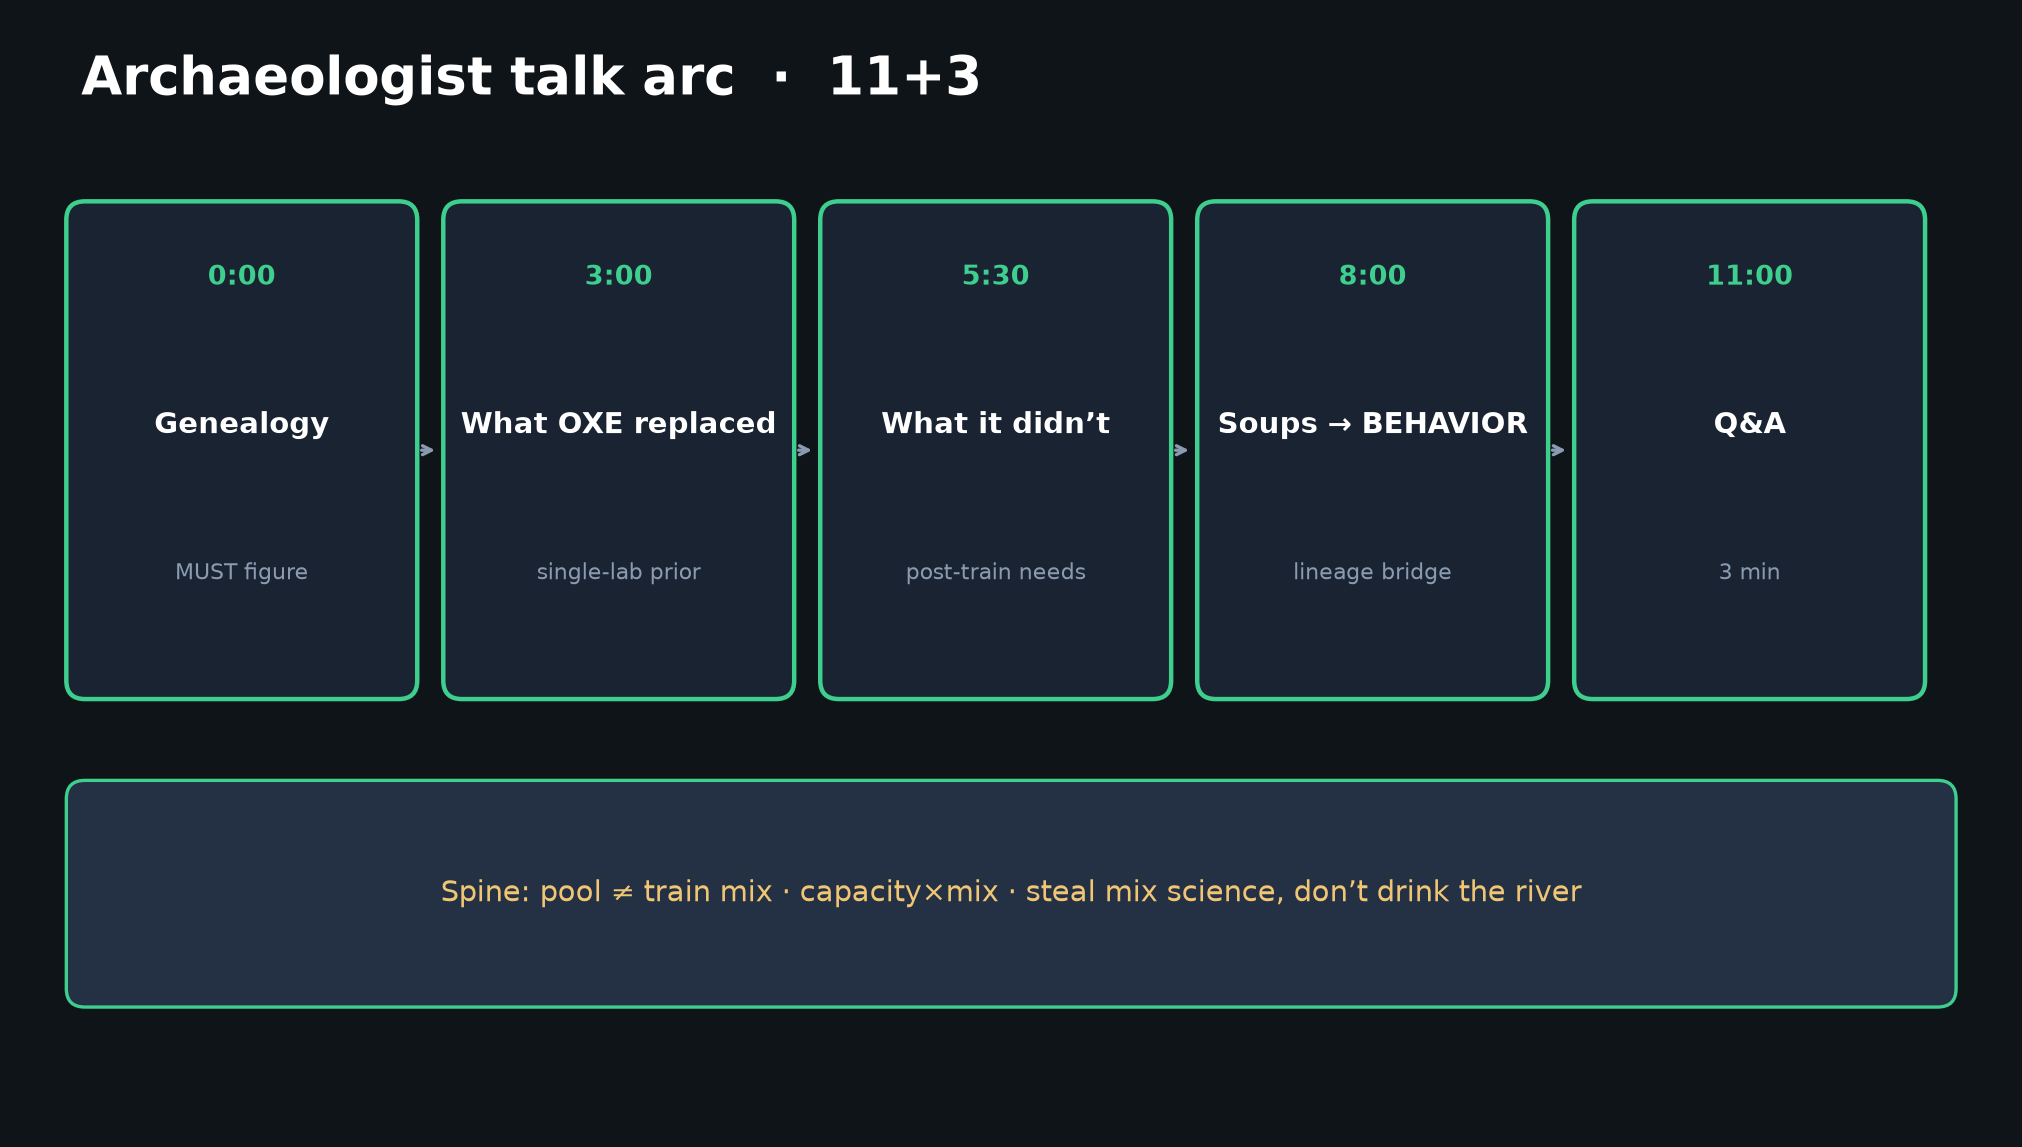 Archaeologist talk arc · 11+3
0:00
Genealogy
MUST figure
3:00
What OXE replaced
single-lab prior
5:30
What it didn’t
post-train needs
8:00
Soups → BEHAVIOR
lineage bridge
11:00
Q&A
3 min
Spine: pool ≠ train mix · capacity×mix · steal mix science, don’t drink the river